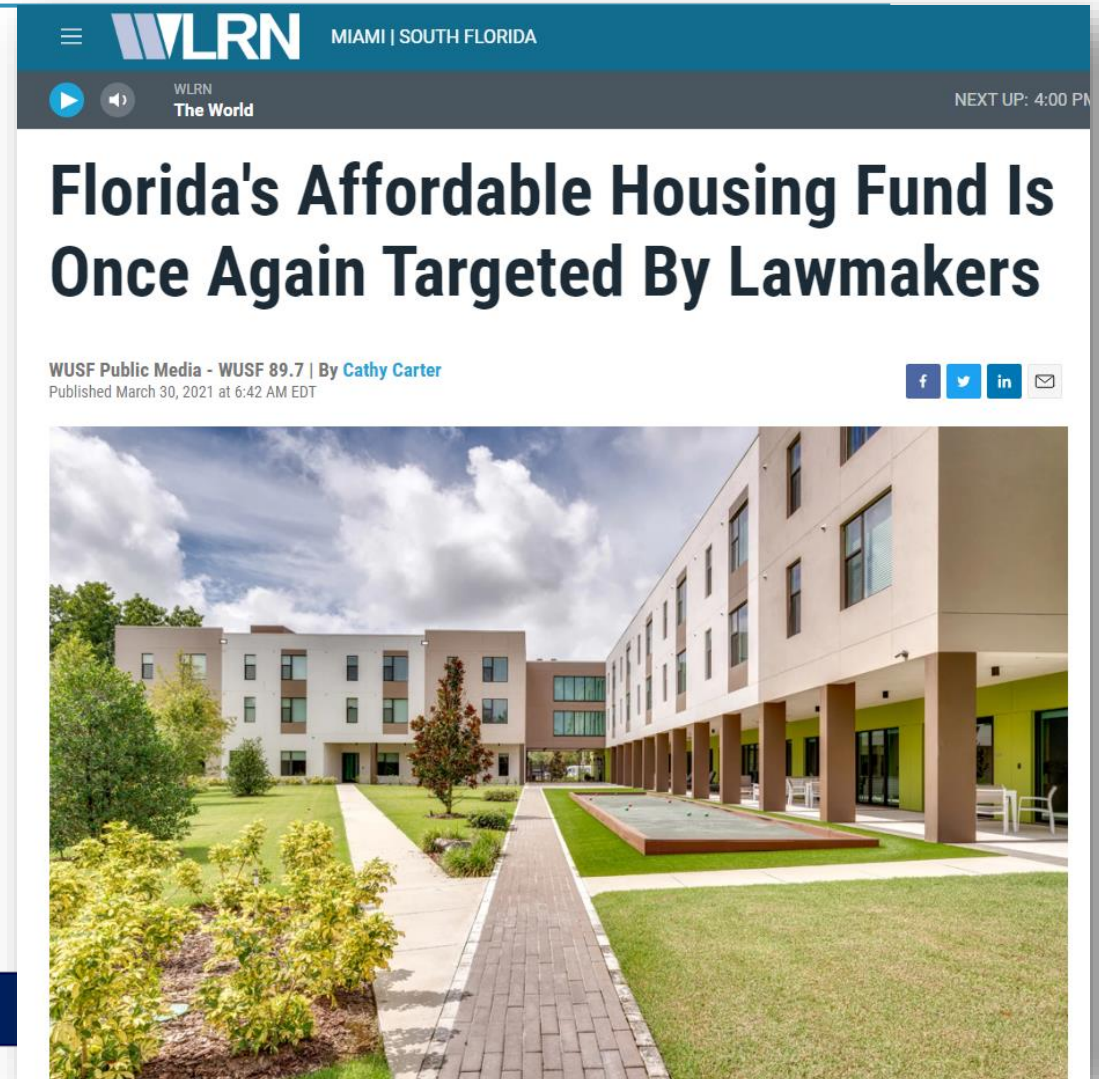 WLRN MIAMI | SOUTH FLORIDA
WLRN
The World
NEXT UP: 4:00 PM
Florida's Affordable Housing Fund Is
Once Again Targeted By Lawmakers
WUSF Public Media - WUSF 89.7 | By Cathy Carter
Published March 30, 2021 at 6:42 AM EDT
f in